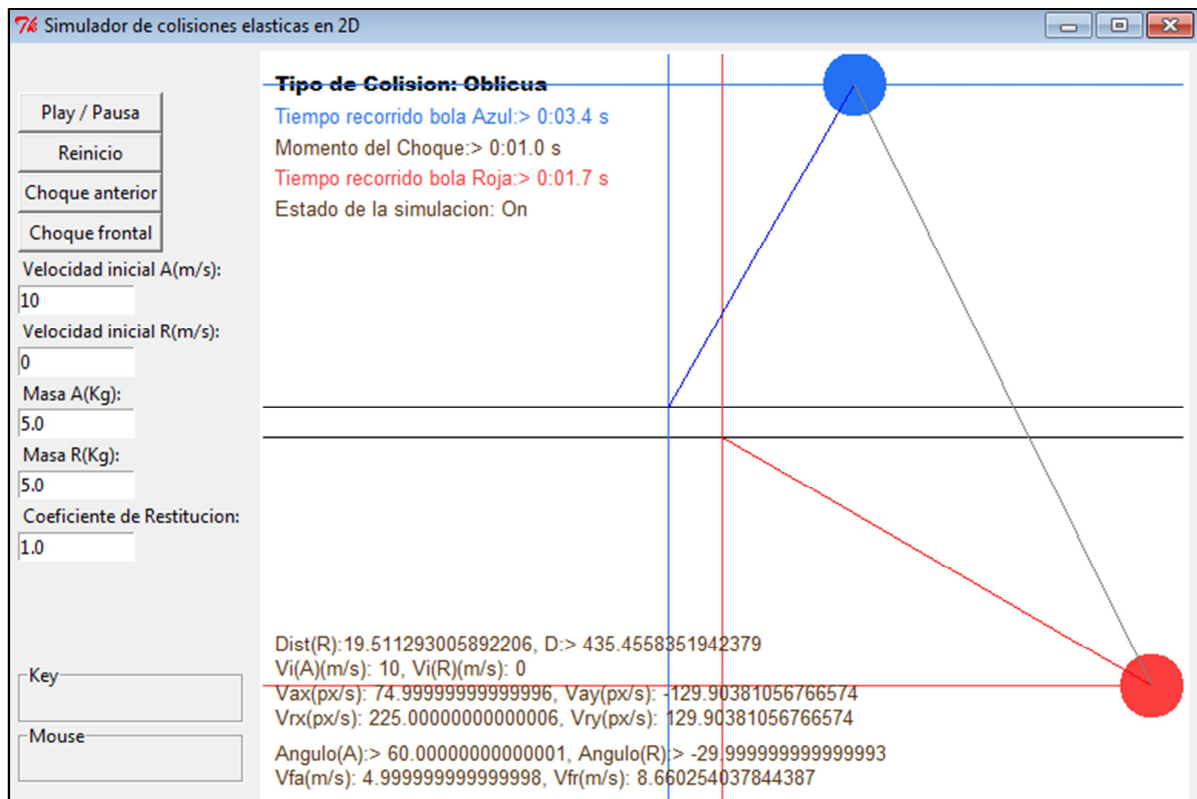 Simulador de colisiones elasticas en 2D
Play / Pausa
Reinicio
Choque anterior
Choque frontal
Velocidad inicial A(m/s):
10
Velocidad inicial R(m/s):
0
Masa A(Kg):
5.0
Masa R(Kg):
5.0
Coeficiente de Restitucion:
1.0
Key
Mouse
Tipo de Colision: Oblicua
Tiempo recorrido bola Azul:> 0:03.4 s
Momento del Choque:> 0:01.0 s
Tiempo recorrido bola Roja:> 0:01.7 s
Estado de la simulacion: On
Dist(R):19.511293005892206, D:> 435.4558351942379
Vi(A)(m/s): 10, Vi(R)(m/s): 0
Vax(px/s): 74.99999999999996, Vay(px/s): -129.90381056766574
Vrx(px/s): 225.00000000000006, Vry(px/s): 129.90381056766574
Angulo(A):> 60.00000000000001, Angulo(R):> -29.999999999999993
Vfa(m/s): 4.999999999999998, Vfr(m/s): 8.660254037844387